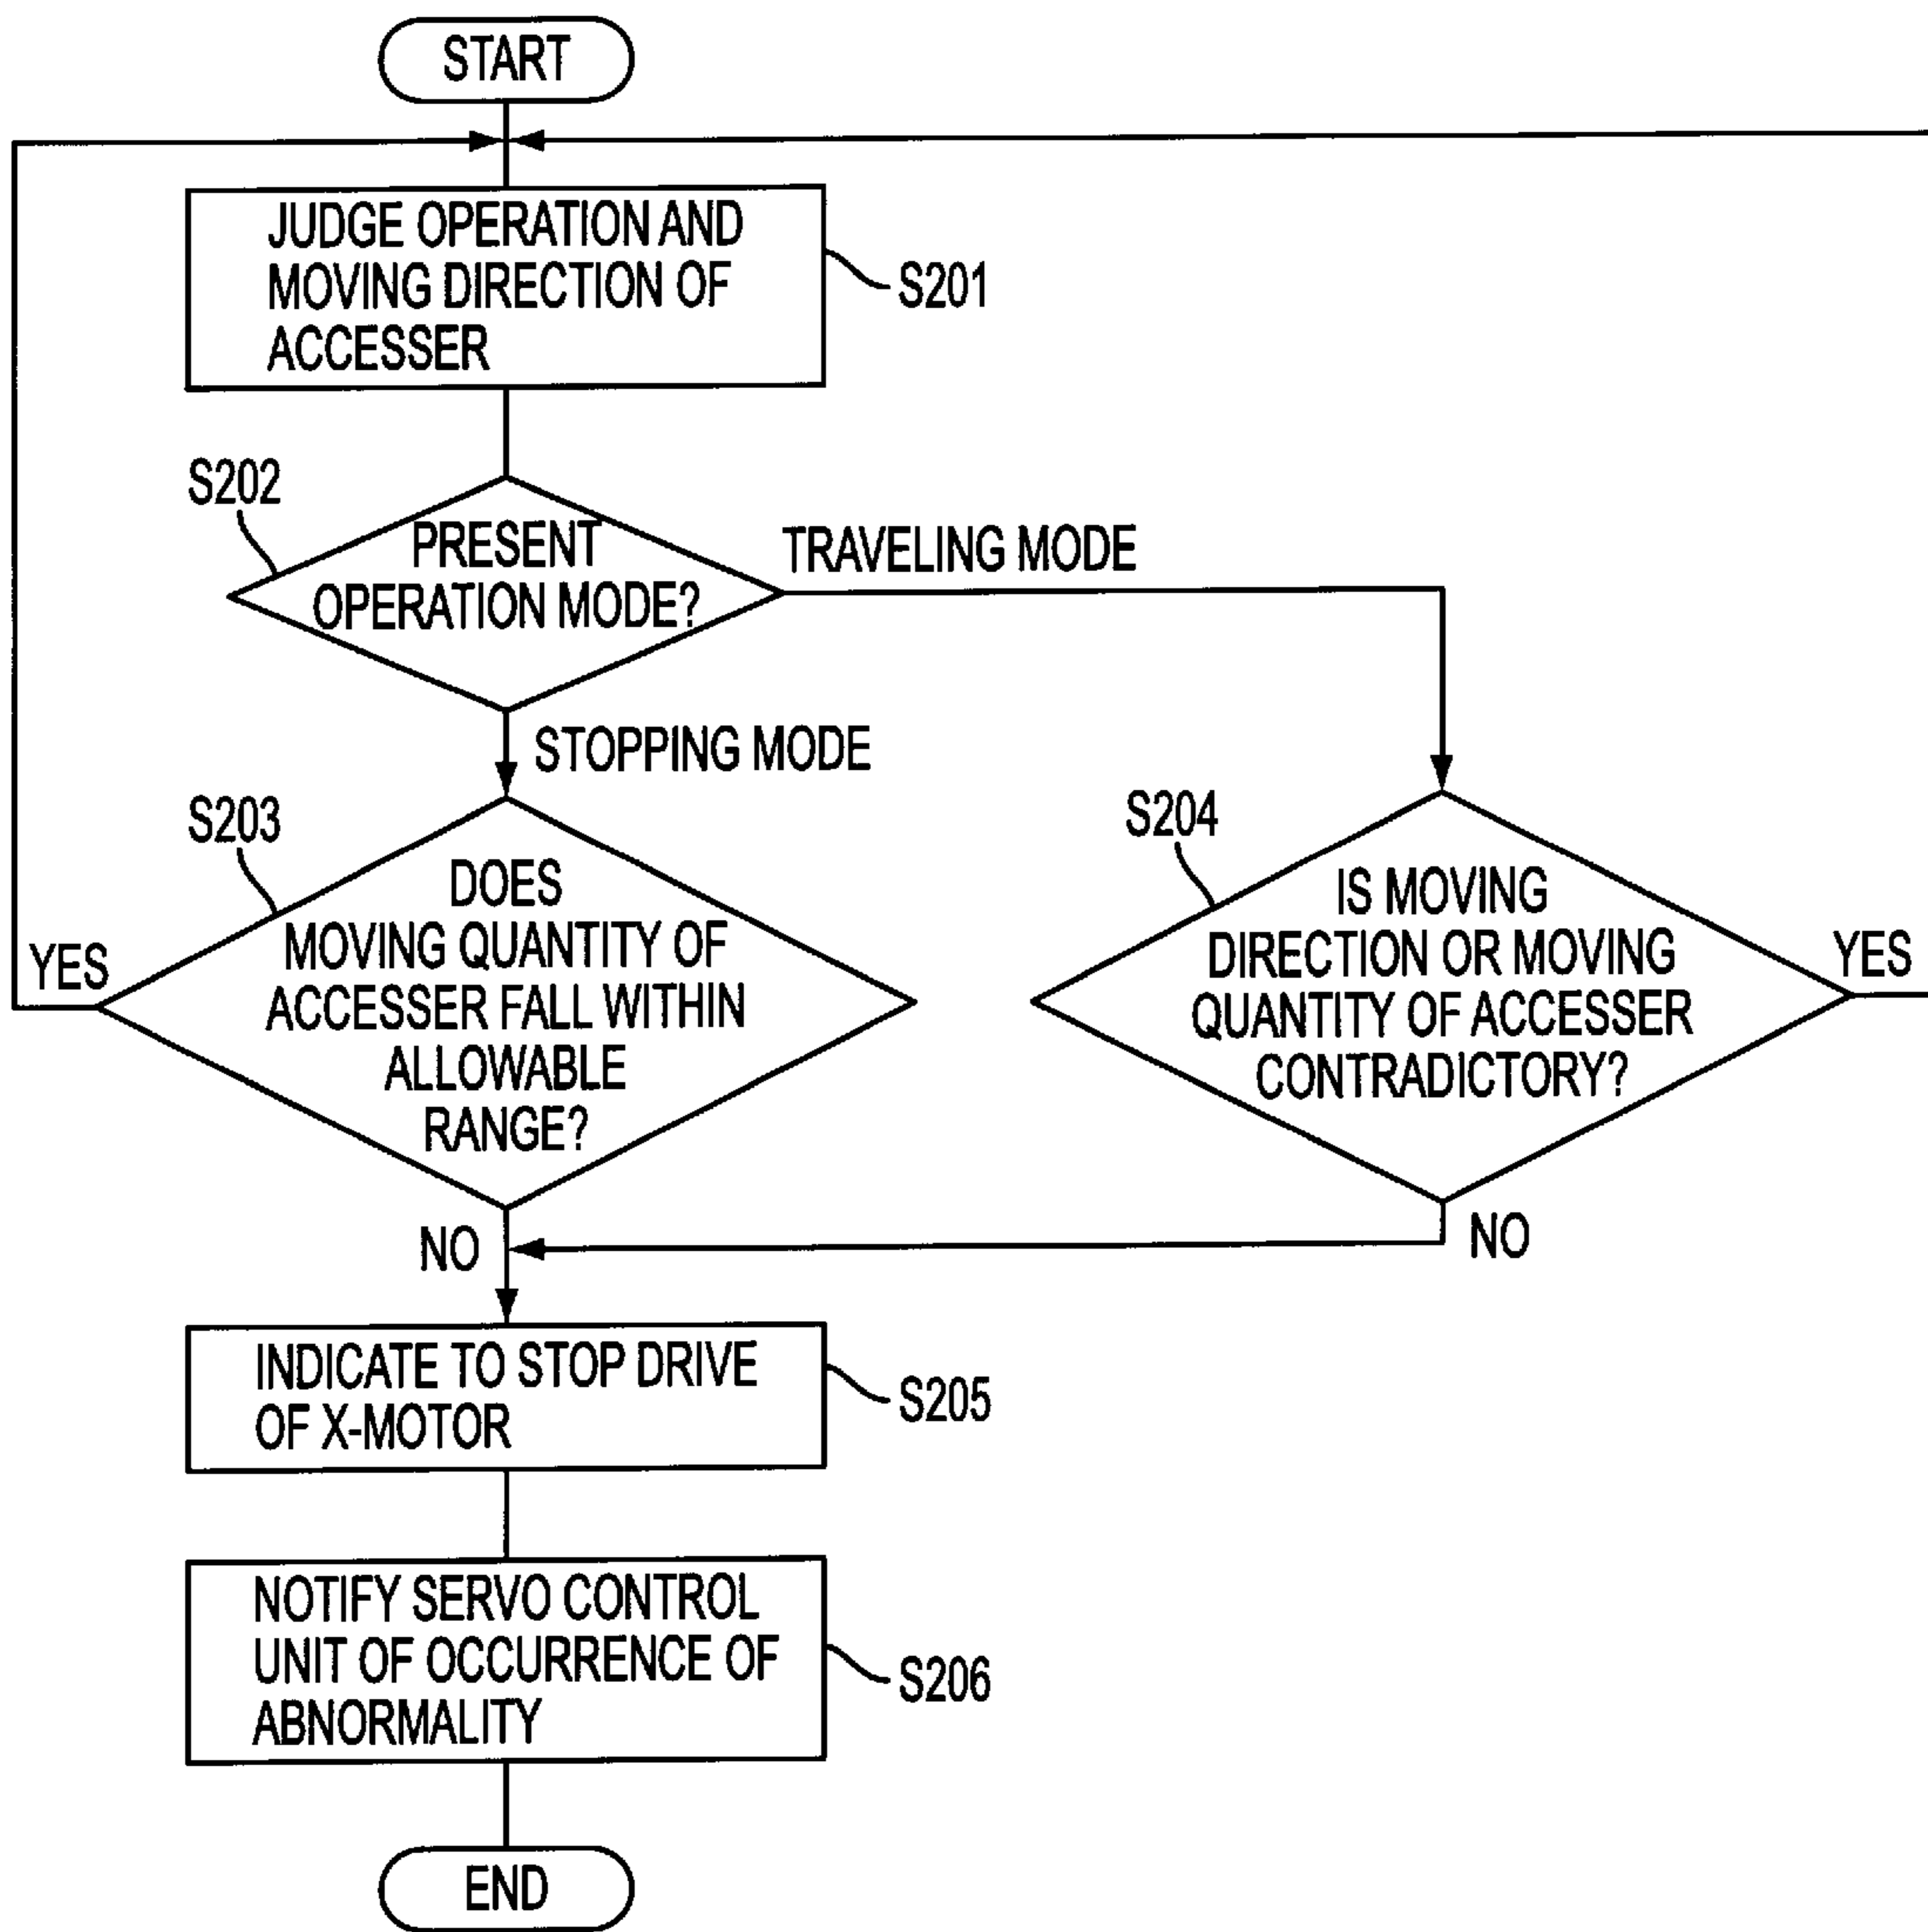 START
JUDGE OPERATION AND
MOVING DIRECTION OF
ACCESSER
S201
S202
PRESENT
OPERATION MODE?
TRAVELING MODE
STOPPING MODE
S203
DOES
MOVING QUANTITY OF
ACCESSER FALL WITHIN
ALLOWABLE
RANGE?
YES
NO
S204
IS MOVING
DIRECTION OR MOVING
QUANTITY OF ACCESSER
CONTRADICTORY?
YES
NO
INDICATE TO STOP DRIVE
OF X-MOTOR
S205
NOTIFY SERVO CONTROL
UNIT OF OCCURRENCE OF
ABNORMALITY
S206
END